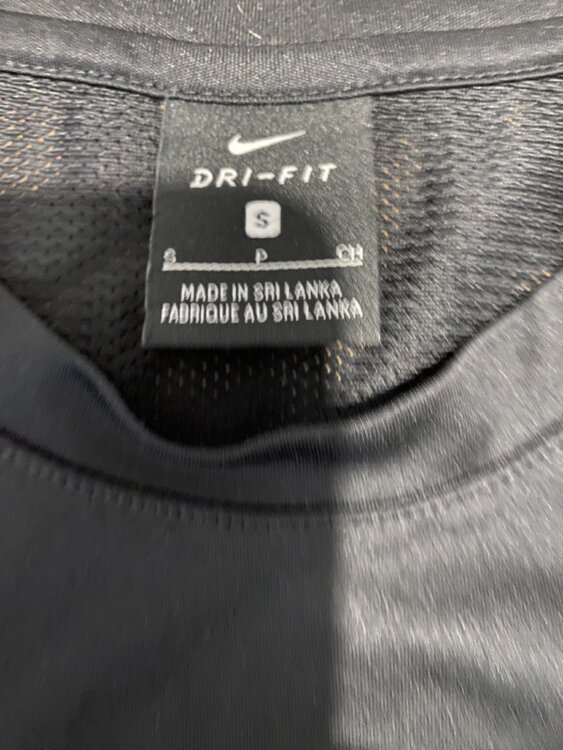 DRI-FIT
S
S P CH
MADE IN SRI LANKA
FABRIQUE AU SRI LANKA